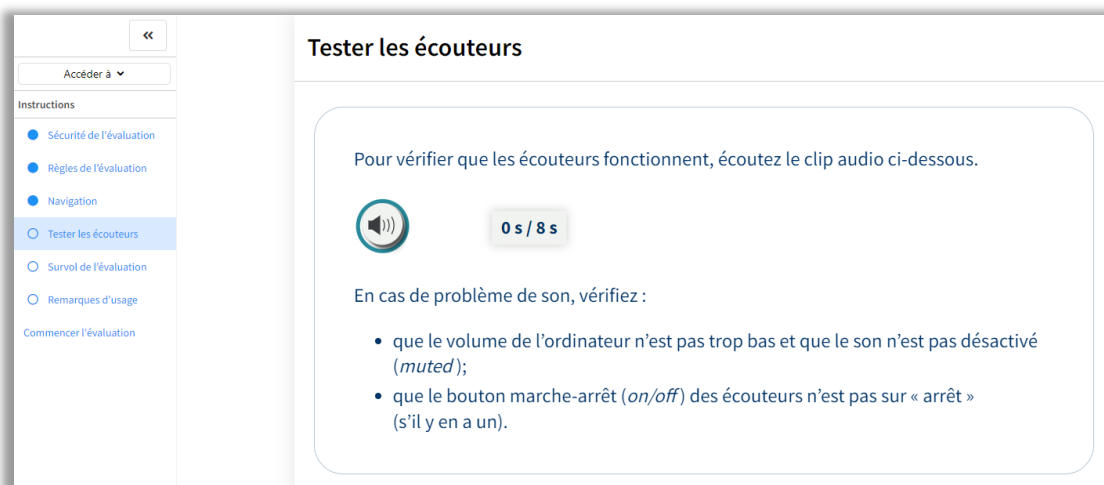 «
Accéder à
Instructions
Sécurité de l'évaluation
Règles de l'évaluation
Navigation
Tester les écouteurs
Survol de l'évaluation
Remarques d'usage
Commencer l'évaluation
Tester les écouteurs
Pour vérifier que les écouteurs fonctionnent, écoutez le clip audio ci-dessous.
0 s / 8 s
En cas de problème de son, vérifiez :
• que le volume de l’ordinateur n’est pas trop bas et que le son n’est pas désactivé
(muted);
• que le bouton marche-arrêt (on/off) des écouteurs n’est pas sur « arrêt »
(s’il y en a un).